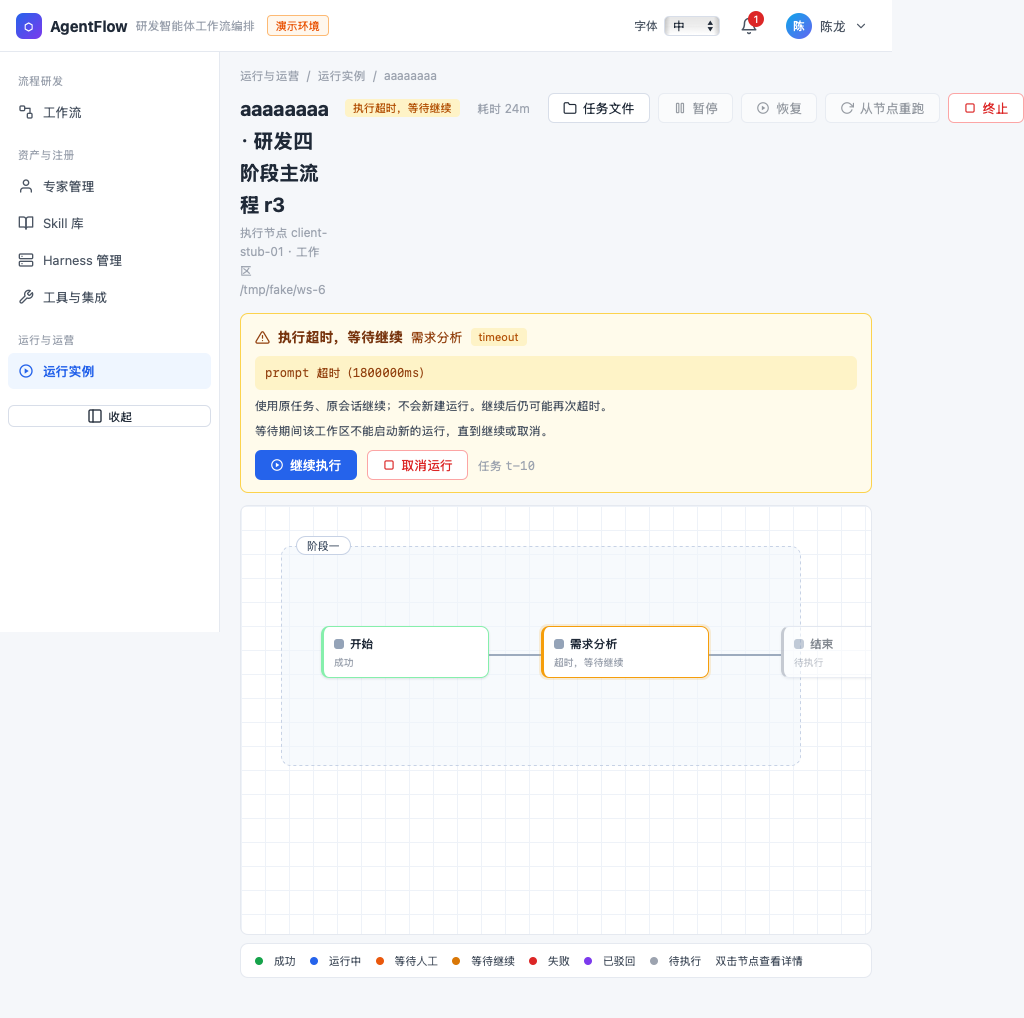 AgentFlow 研发智能体工作流编排 演示环境
字体 中 1 陈 陈龙
流程研发
工作流
资产与注册
专家管理
Skill 库
Harness 管理
工具与集成
运行与运营
运行实例
收起
运行与运营 / 运行实例 / aaaaaaaa
aaaaaaaa
· 研发四
阶段主流
程 r3
执行节点 client-
stub-01 · 工作
区
/tmp/fake/ws-6
执行超时，等待继续 耗时 24m 任务文件 暂停 恢复 从节点重跑 终止
执行超时，等待继续 需求分析 timeout
prompt 超时（1800000ms）
使用原任务、原会话继续；不会新建运行。继续后仍可能再次超时。
等待期间该工作区不能启动新的运行，直到继续或取消。
继续执行 取消运行 任务 t-10
阶段一
开始
成功
需求分析
超时，等待继续
结束
待执行
成功 运行中 等待人工 等待继续 失败 已驳回 待执行 双击节点查看详情